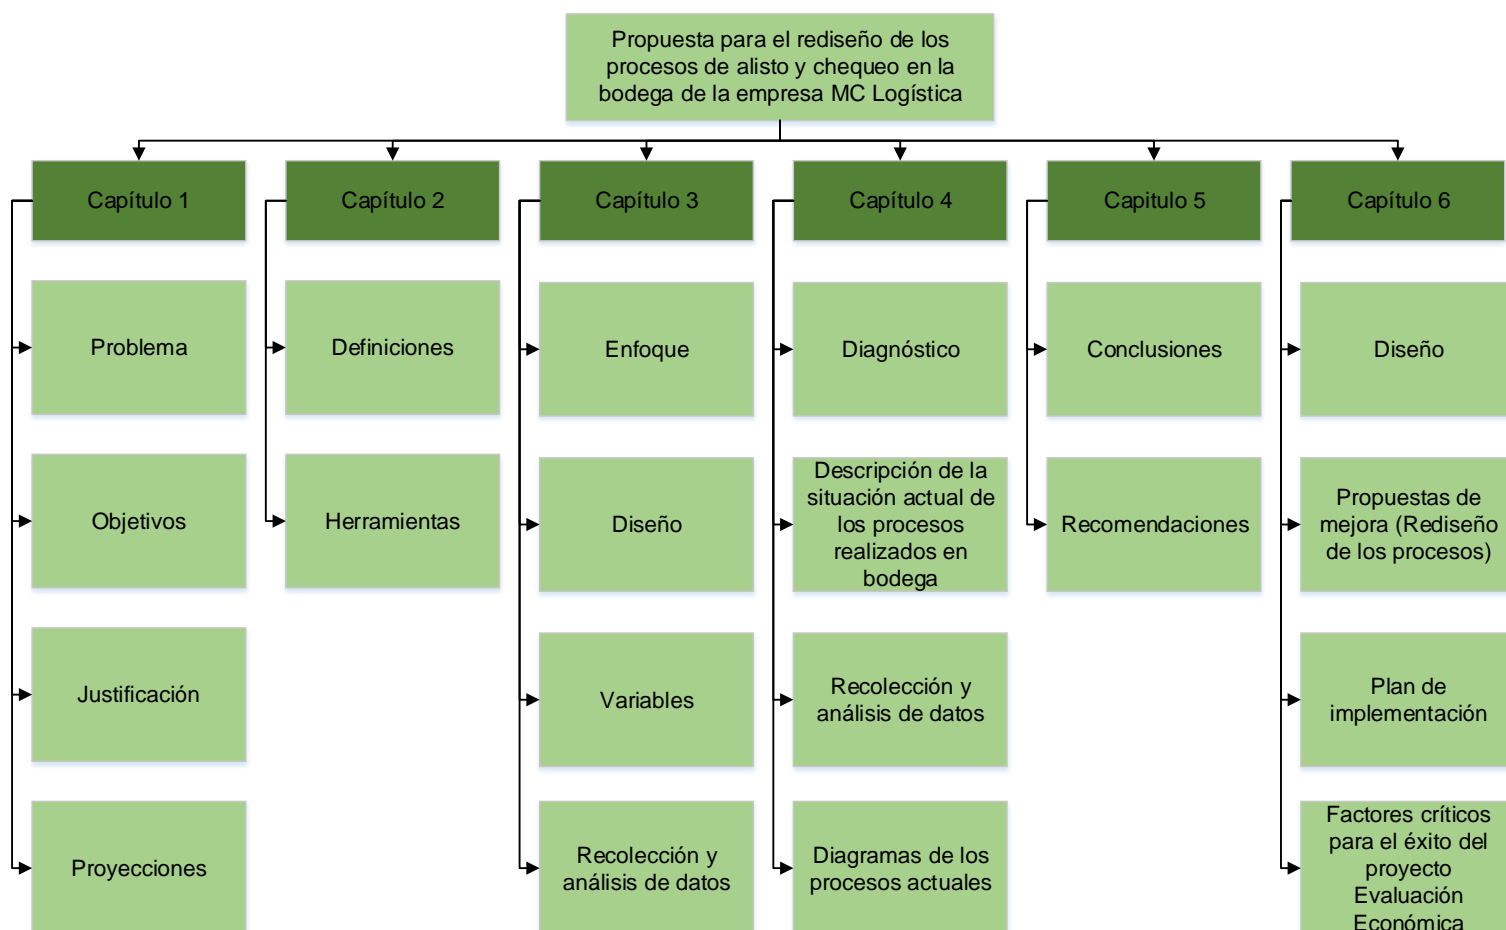 Propuesta para el rediseño de los
procesos de alisto y chequeo en la
bodega de la empresa MC Logística
Capítulo 1
Problema
Objetivos
Justificación
Proyecciones
Capítulo 2
Definiciones
Herramientas
Capítulo 3
Enfoque
Diseño
Variables
Recolección y
análisis de datos
Capítulo 4
Diagnóstico
Descripción de la
situación actual de
los procesos
realizados en
bodega
Recolección y
análisis de datos
Diagramas de los
procesos actuales
Capitulo 5
Conclusiones
Recomendaciones
Capítulo 6
Diseño
Propuestas de
mejora (Rediseño
de los procesos)
Plan de
implementación
Factores críticos
para el éxito del
proyecto
Evaluación
Económica